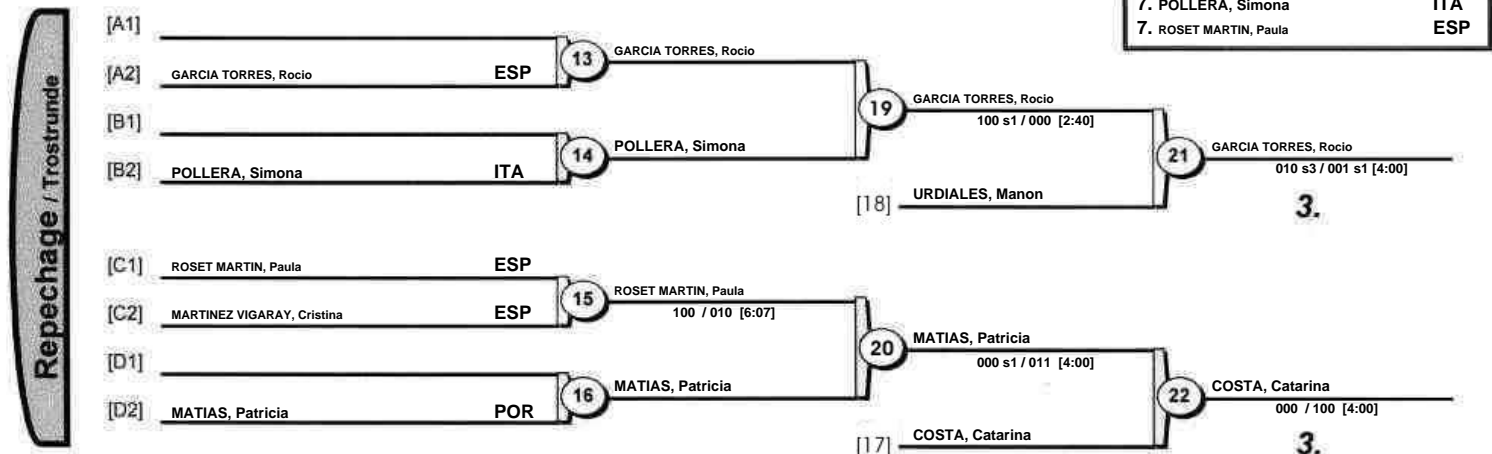 7. POLLERA, Simona ITA
7. ROSET MARTIN, Paula ESP
Repechage / Trostrunde
[A1]
[A2] GARCIA TORRES, Rocio ESP
13 GARCIA TORRES, Rocio
[B1]
[B2] POLLERA, Simona ITA
14 POLLERA, Simona
19 GARCIA TORRES, Rocio
100 s1 / 000 [2:40]
[18] URDIALES, Manon
21 GARCIA TORRES, Rocio
010 s3 / 001 s1 [4:00]
3.
[C1] ROSET MARTIN, Paula ESP
[C2] MARTINEZ VIGARAY, Cristina ESP
15 ROSET MARTIN, Paula
100 / 010 [6:07]
[D1]
[D2] MATIAS, Patricia POR
16 MATIAS, Patricia
20 MATIAS, Patricia
000 s1 / 011 [4:00]
[17] COSTA, Catarina
22 COSTA, Catarina
000 / 100 [4:00]
3.